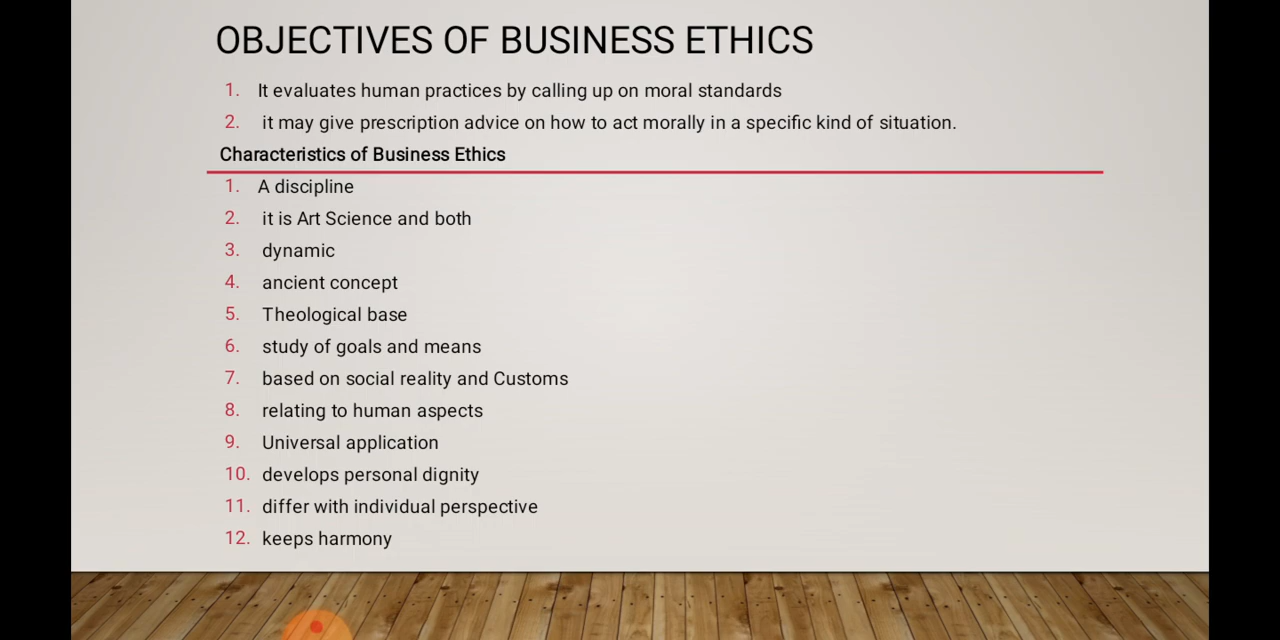 OBJECTIVES OF BUSINESS ETHICS
1. It evaluates human practices by calling up on moral standards
2. it may give prescription advice on how to act morally in a specific kind of situation.
Characteristics of Business Ethics
1. A discipline
2. it is Art Science and both
3. dynamic
4. ancient concept
5. Theological base
6. study of goals and means
7. based on social reality and Customs
8. relating to human aspects
9. Universal application
10. develops personal dignity
11. differ with individual perspective
12. keeps harmony